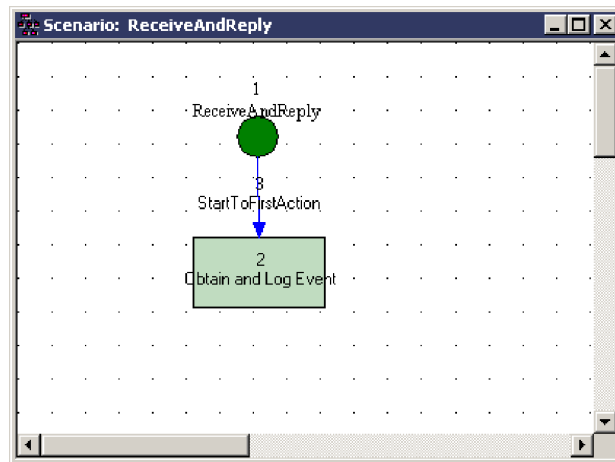 Scenario: ReceiveAndReply
1
ReceiveAndReply
3
StartToFirstAction
2
Obtain and Log Event